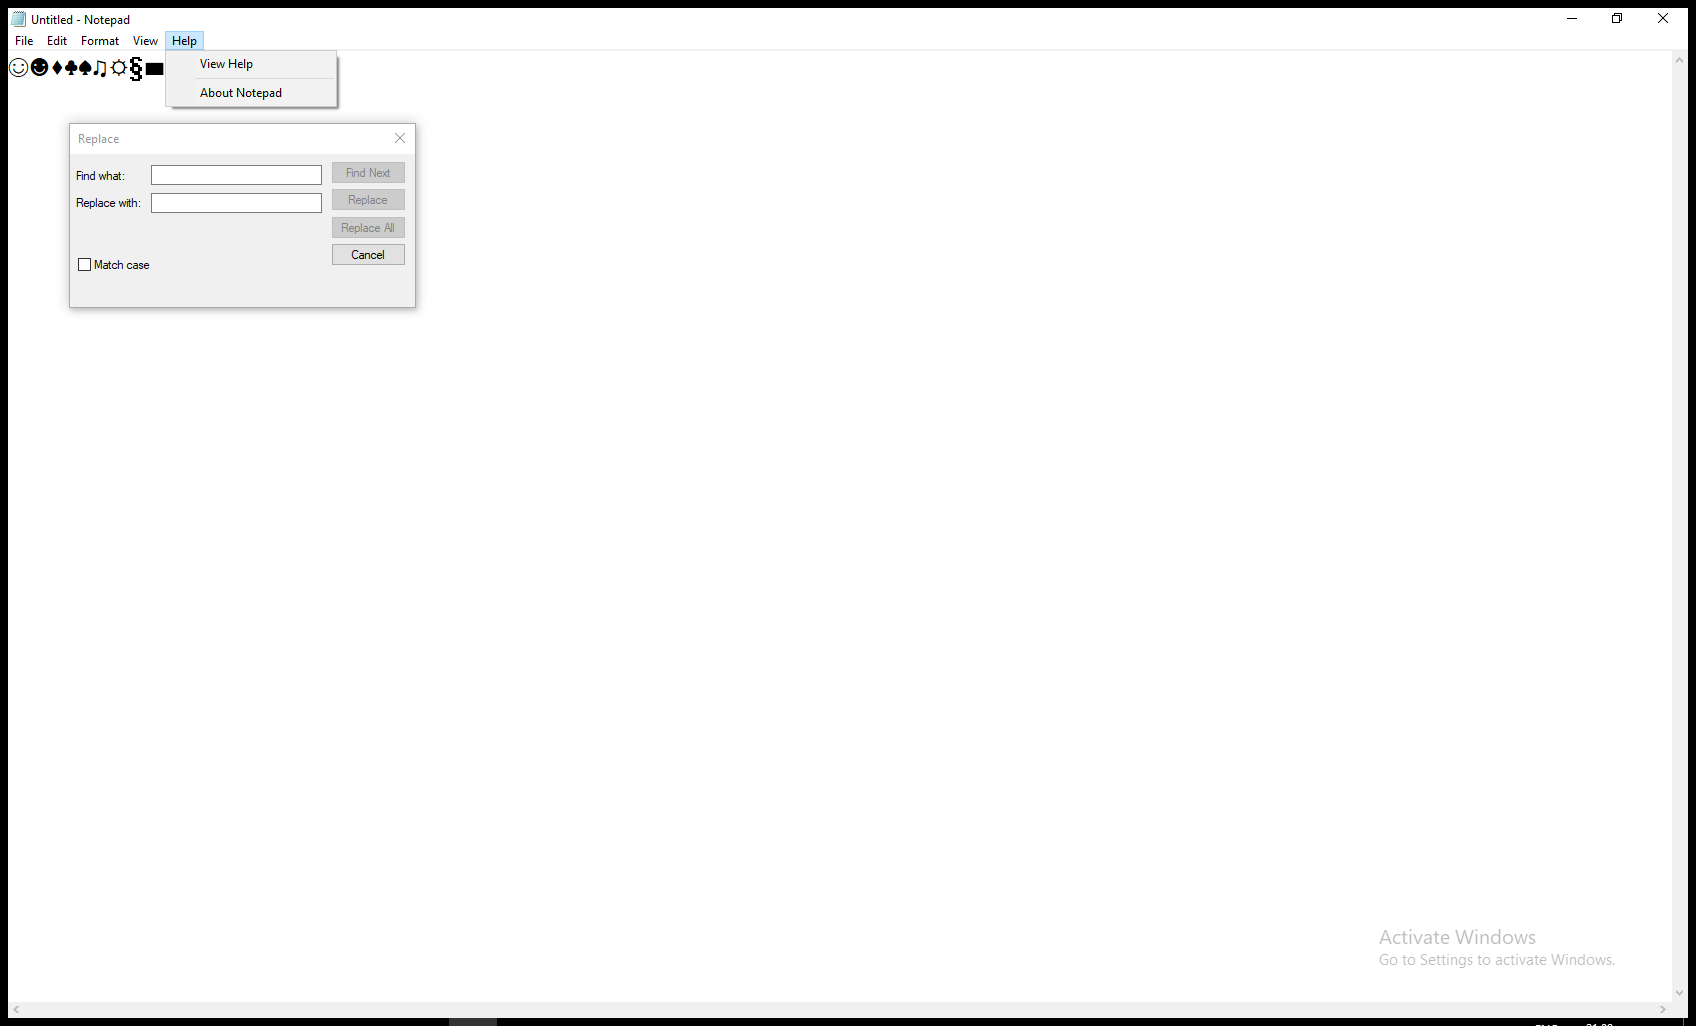 Untitled - Notepad
File Edit Format View Help
☺☻♦♣♠♫☼§■
View Help
About Notepad
Replace
Find what:
Find Next
Replace with:
Replace
Replace All
Cancel
Match case
Activate Windows
Go to Settings to activate Windows.